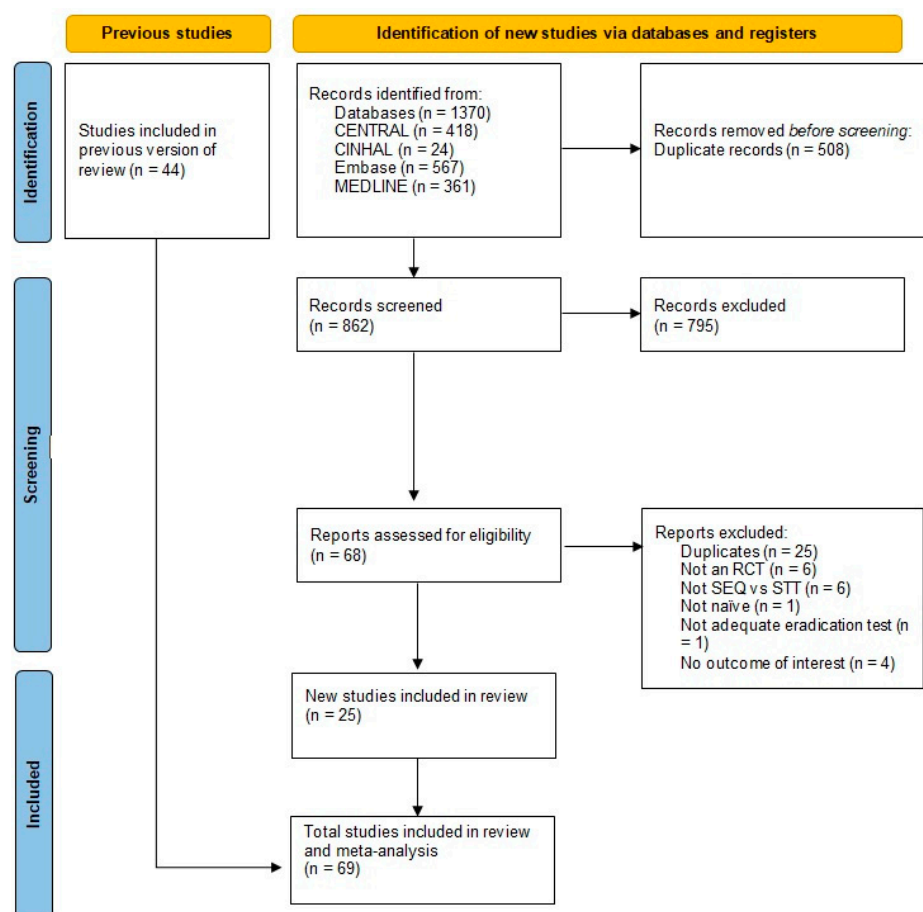 Previous studies
Identification of new studies via databases and registers
Identification
Studies included in
previous version of
review (n = 44)
Records identified from:
Databases (n = 1370)
CENTRAL (n = 418)
CINHAL (n = 24)
Embase (n = 567)
MEDLINE (n = 361)
Records removed before screening:
Duplicate records (n = 508)
Screening
Records screened
(n = 862)
Records excluded
(n = 795)
Reports assessed for eligibility
(n = 68)
Reports excluded:
Duplicates (n = 25)
Not an RCT (n = 6)
Not SEQ vs STT (n = 6)
Not naïve (n = 1)
Not adequate eradication test (n
= 1)
No outcome of interest (n = 4)
Included
New studies included in review
(n = 25)
Total studies included in review
and meta-analysis
(n = 69)